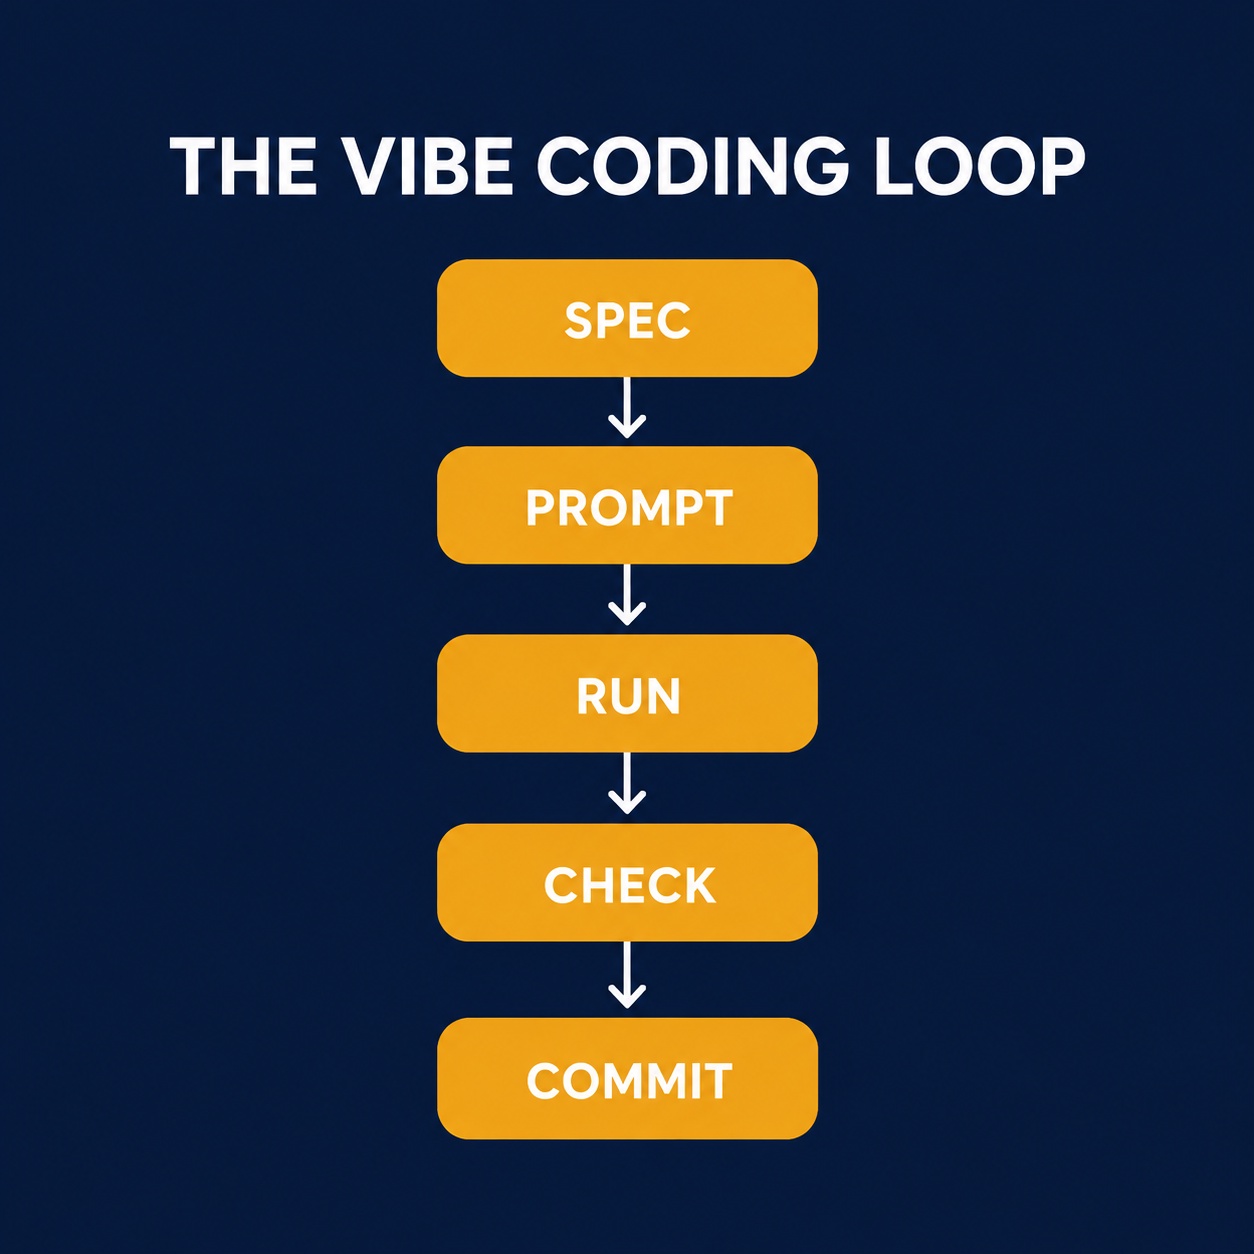 THE VIBE CODING LOOP
SPEC
PROMPT
RUN
CHECK
COMMIT